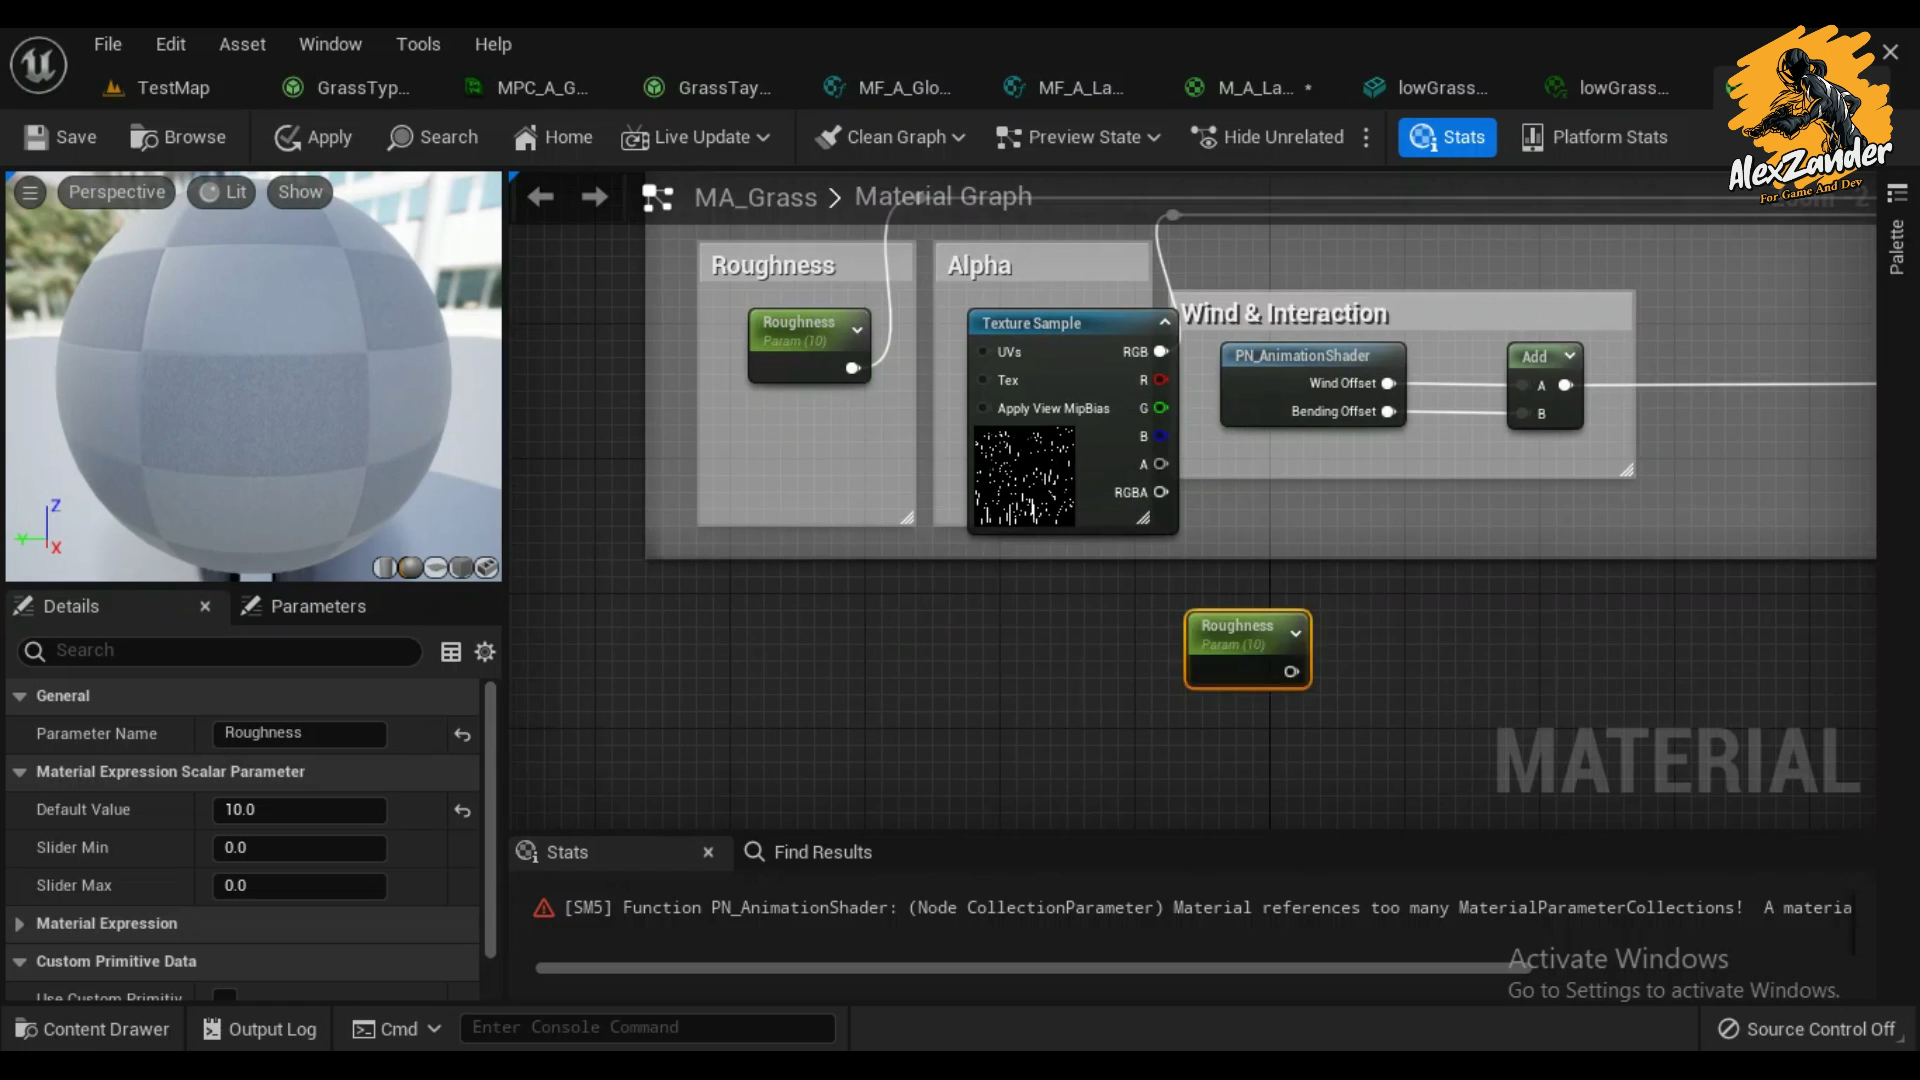 File Edit Asset Window Tools Help
TestMap GrassTyp... MPC_A_G... GrassTay... MF_A_Glo... MF_A_La... M_A_La... • lowGrass... lowGrass...
Save Browse Apply Search Home Live Update Clean Graph Preview State Hide Unrelated Stats Platform Stats
AlexZander
For Game And Dev
Perspective Lit Show
MA_Grass > Material Graph
Palette
Roughness
Alpha
Wind & Interaction
Roughness
Param (10)
Texture Sample
UVs RGB
Tex R
Apply View MipBias G
B
A
RGBA
PN_AnimationShader
Wind Offset
Bending Offset
Add
A
B
Z
Y
X
Roughness
Param (10)
MATERIAL
Details Parameters
Search
General
Parameter Name Roughness
Material Expression Scalar Parameter
Default Value 10.0
Slider Min 0.0
Slider Max 0.0
Material Expression
Custom Primitive Data
Use Custom Primitiv
Stats Find Results
[SM5] Function PN_AnimationShader: (Node CollectionParameter) Material references too many MaterialParameterCollections! A materia
Activate Windows
Go to Settings to activate Windows.
Content Drawer Output Log Cmd Enter Console Command Source Control Off